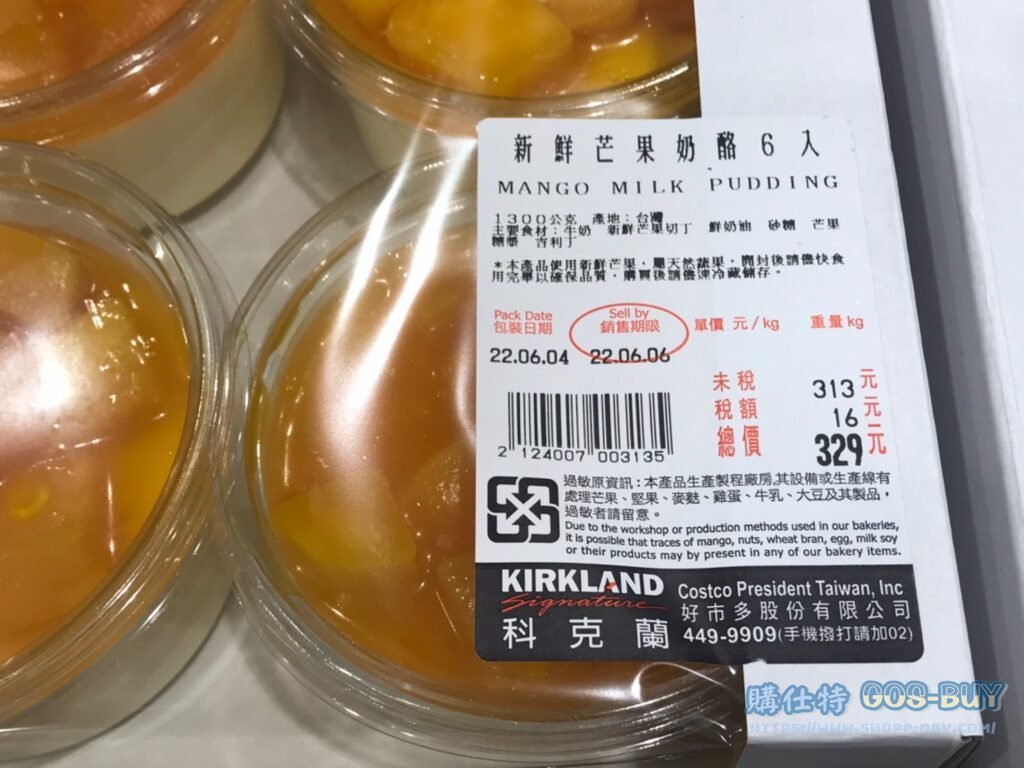 新鮮芒果奶酪6入
MANGO MILK PUDDING
1300公克 產地：台灣
主要食材：牛奶 新鮮芒果切丁 鮮奶油 砂糖 芒果
糖漿 吉利丁
*本產品使用新鮮芒果，屬天然蔬果，開封後請儘快食
用完畢以確保品質，購買後請儘速冷藏儲存。
Pack Date Sell by
包裝日期 銷售期限 單價 元/kg 重量 kg
22.06.04 22.06.06
未稅 313 元
稅額 16 元
總價 329 元
2 124007 003135
過敏原資訊：本產品生產製程廠房,其設備或生產線有
處理芒果、堅果、麥麩、雞蛋、牛乳、大豆及其製品，
過敏者請留意。
Due to the workshop or production methods used in our bakeries,
it is possible that traces of mango, nuts, wheat bran, egg, milk soy
or their products may by present in any of our bakery items.
KIRKLAND
Signature
科克蘭
Costco President Taiwan, Inc
好市多股份有限公司
449-9909(手機撥打請加02)
購仕特 GOS-BUY
HTTPS://WWW.SHOPP-DAY.COM/